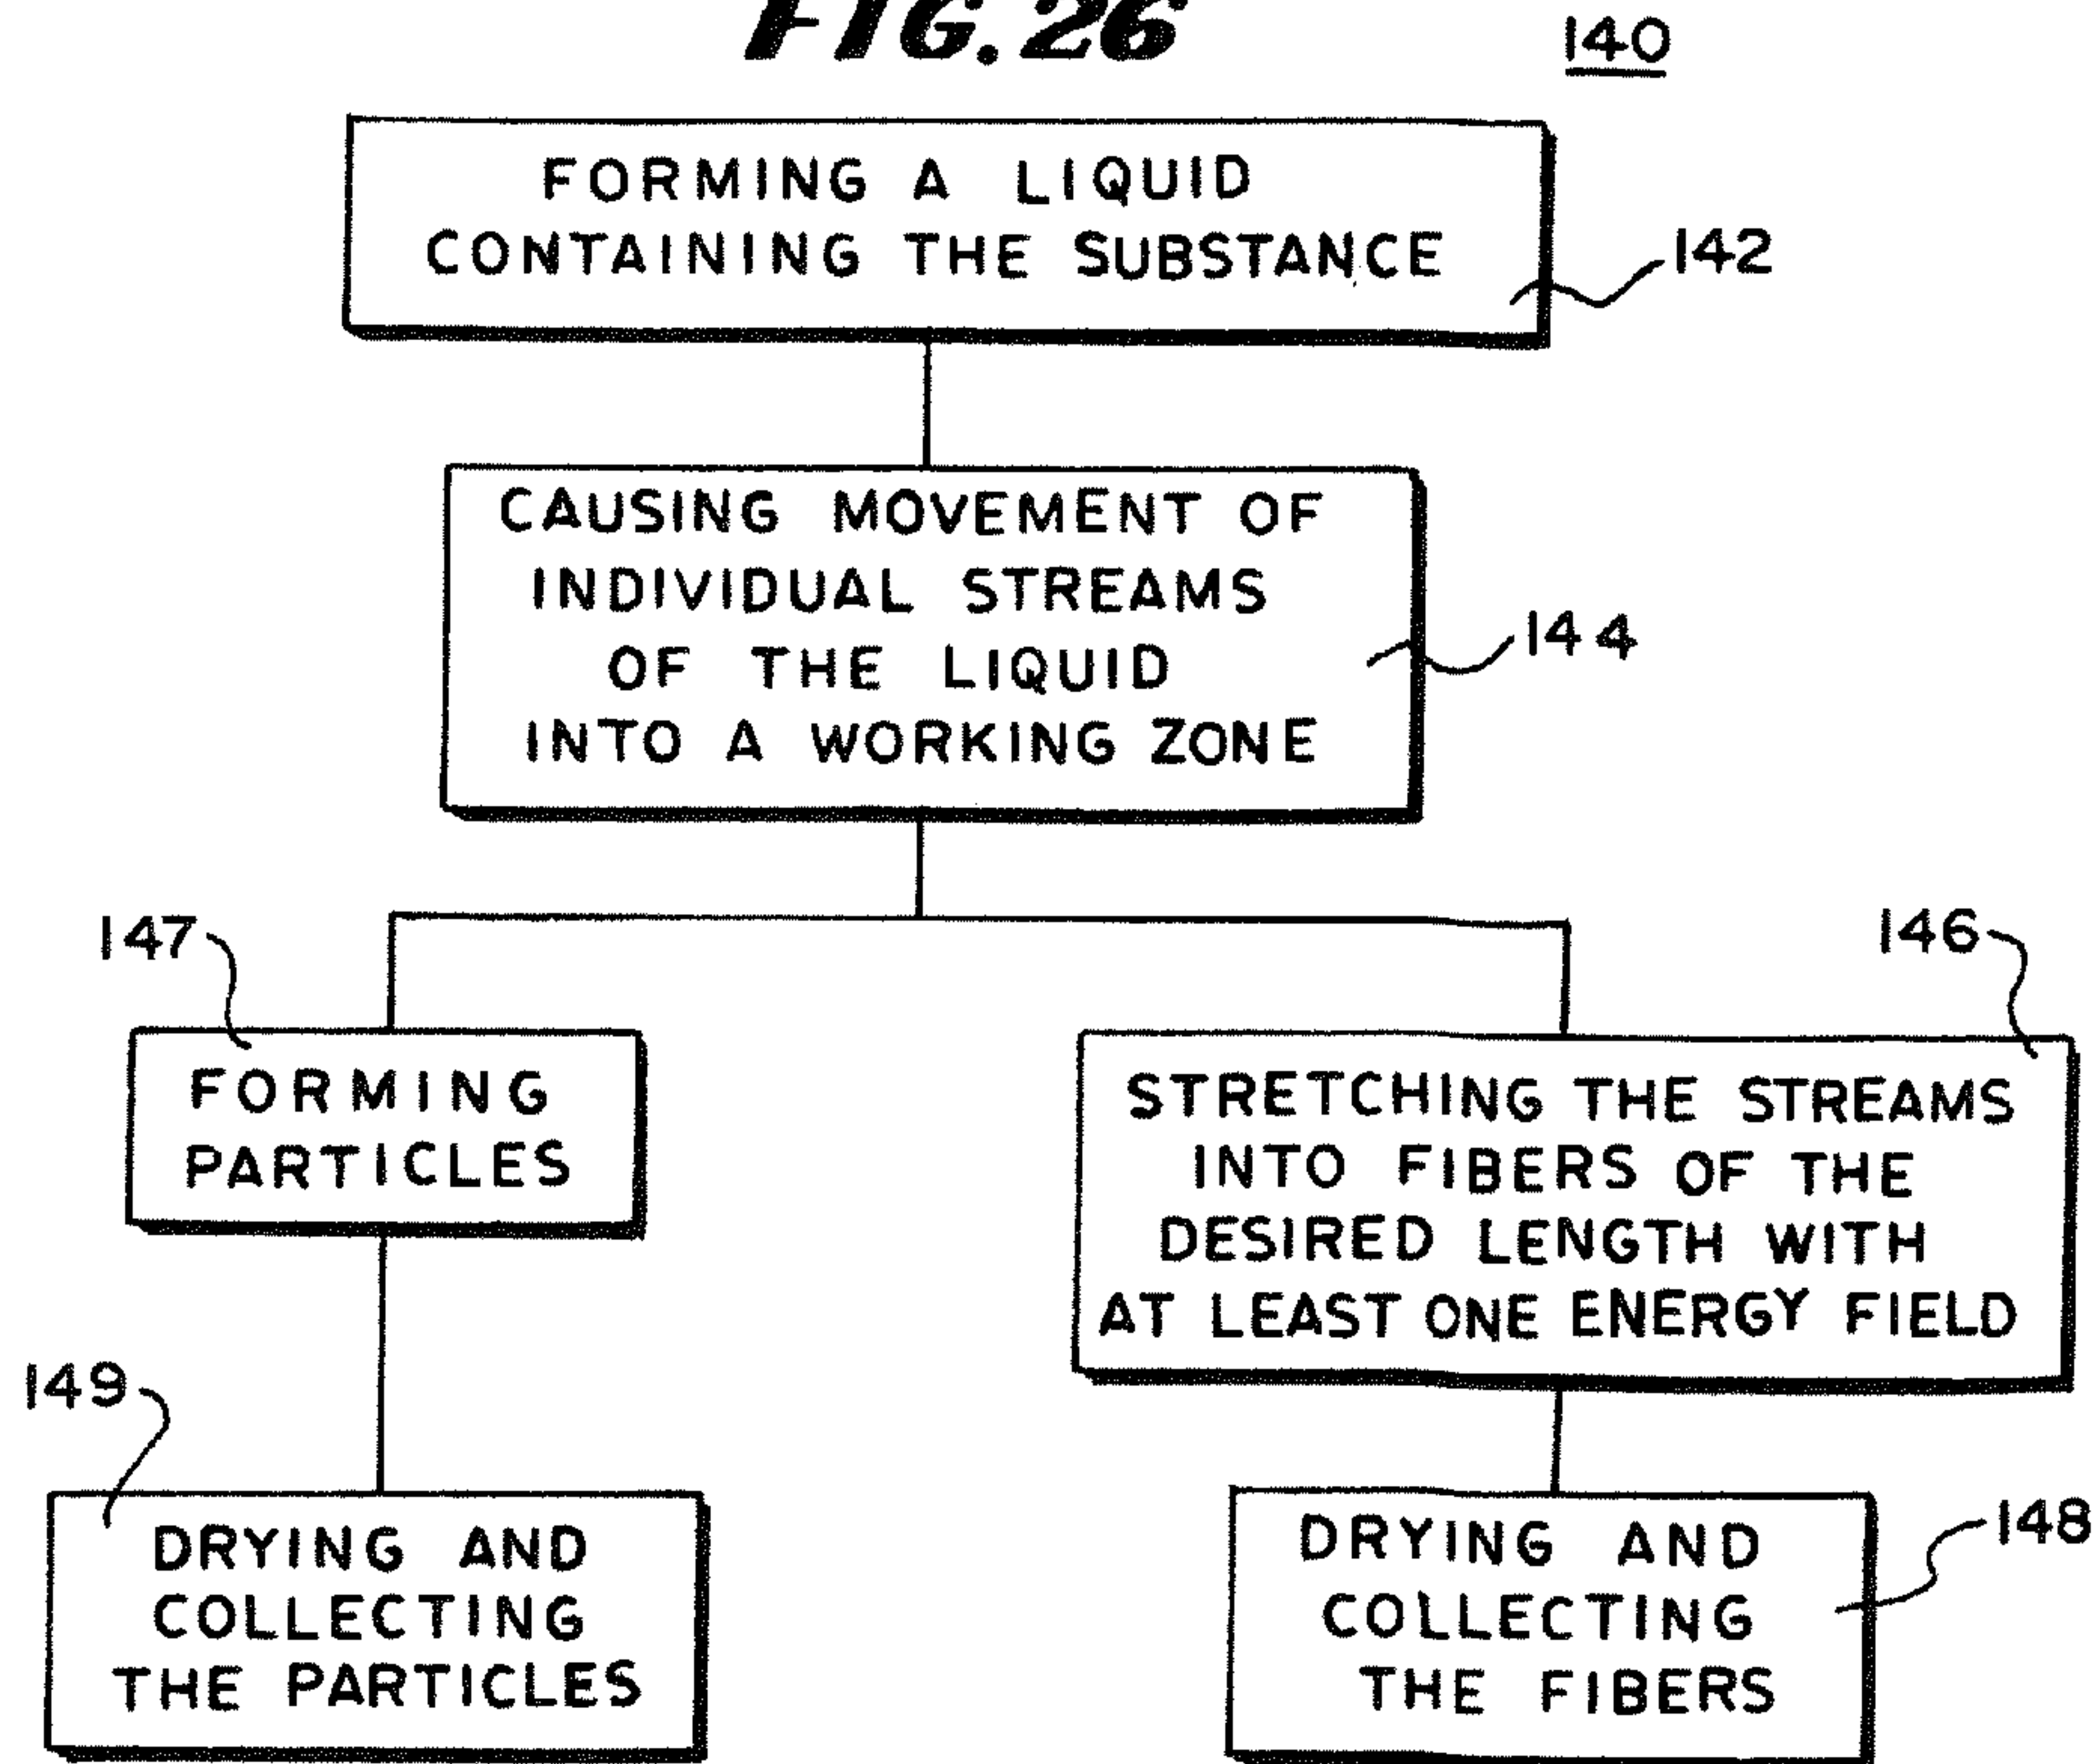 FIG. 26
140
FORMING A LIQUID
CONTAINING THE SUBSTANCE
142
CAUSING MOVEMENT OF
INDIVIDUAL STREAMS
OF THE LIQUID
INTO A WORKING ZONE
144
147
FORMING
PARTICLES
146
STRETCHING THE STREAMS
INTO FIBERS OF THE
DESIRED LENGTH WITH
AT LEAST ONE ENERGY FIELD
149
DRYING AND
COLLECTING
THE PARTICLES
DRYING AND
COLLECTING
THE FIBERS
148